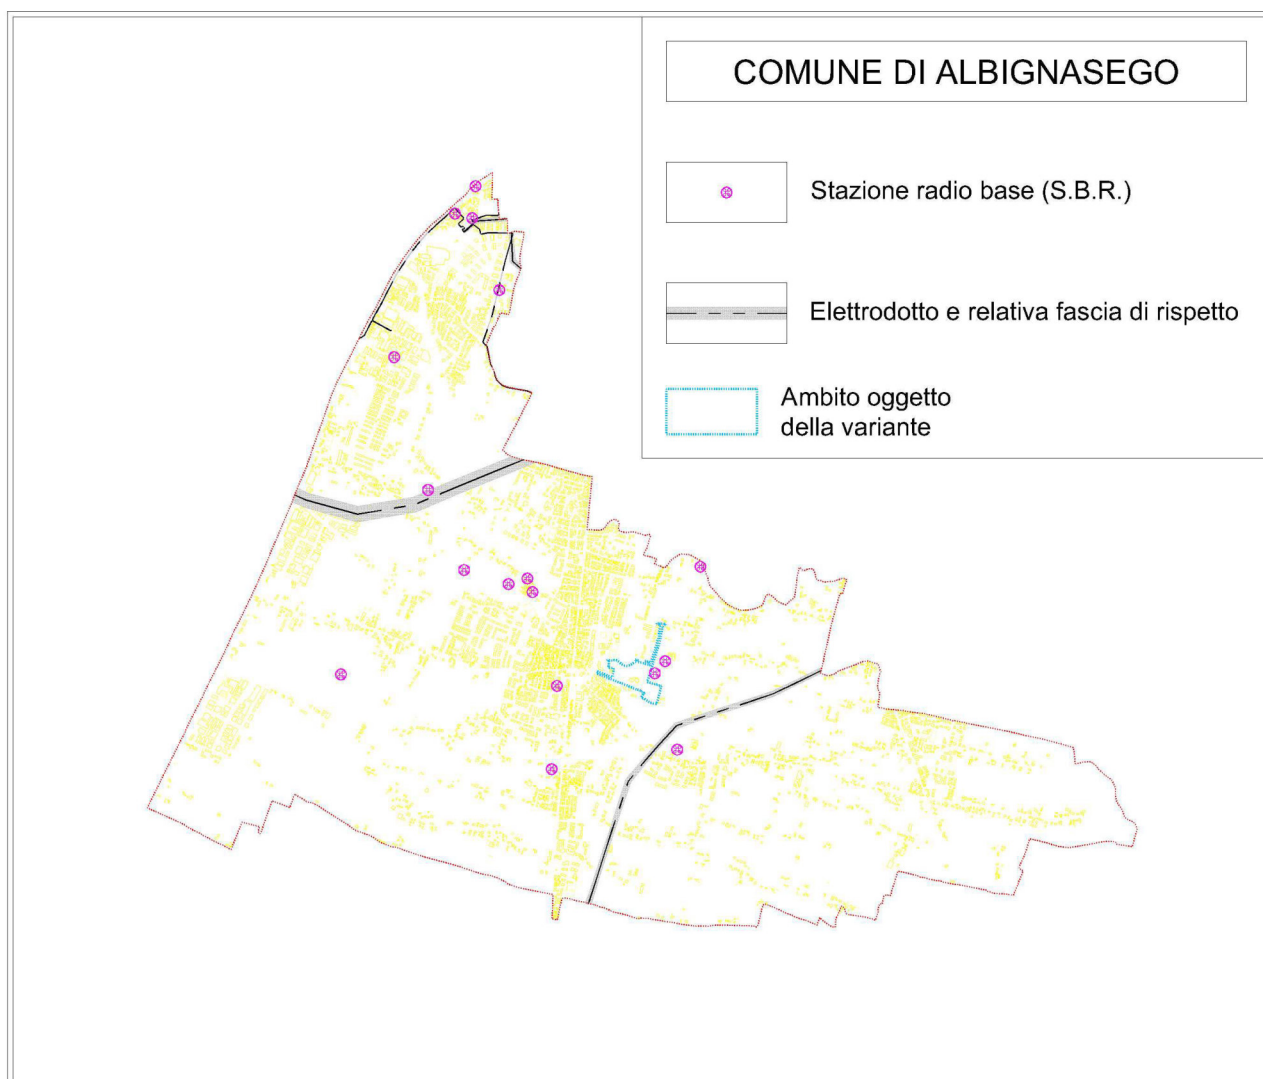 COMUNE DI ALBIGNASEGO
Stazione radio base (S.B.R.)
Elettrodotto e relativa fascia di rispetto
Ambito oggetto
della variante